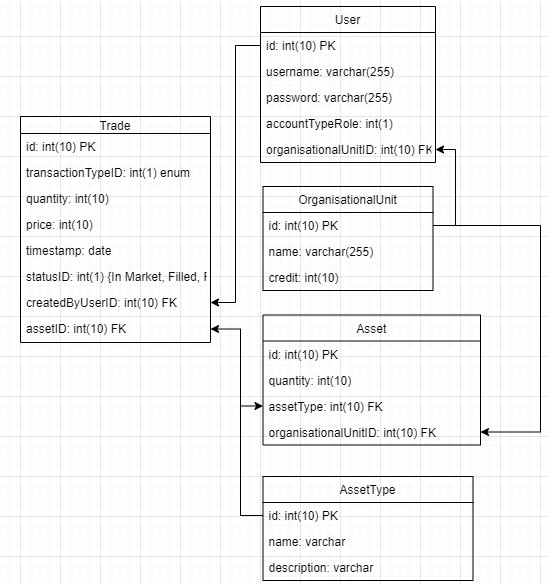 User
id: int(10) PK
username: varchar(255)
password: varchar(255)
accountTypeRole: int(1)
organisationalUnitID: int(10) FK
Trade
id: int(10) PK
transactionTypeID: int(1) enum
quantity: int(10)
price: int(10)
timestamp: date
statusID: int(1) {In Market, Filled,
createdByUserID: int(10) FK
assetID: int(10) FK
OrganisationalUnit
id: int(10) PK
name: varchar(255)
credit: int(10)
Asset
id: int(10) PK
quantity: int(10)
assetType: int(10) FK
organisationalUnitID: int(10) FK
AssetType
id: int(10) PK
name: varchar
description: varchar